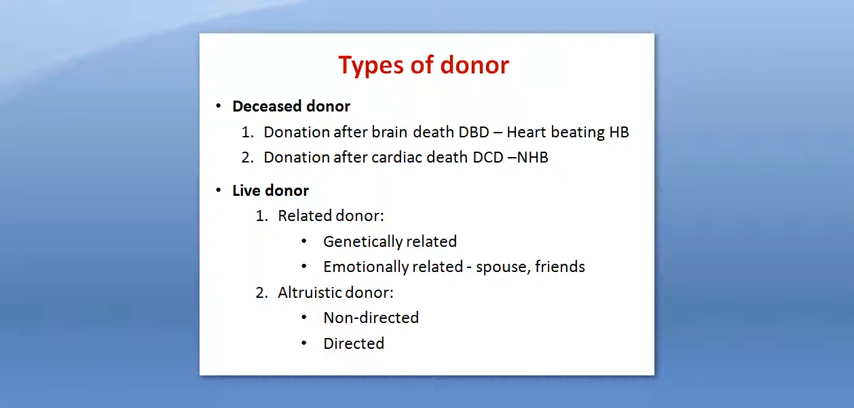 Types of donor
• Deceased donor
1. Donation after brain death DBD – Heart beating HB
2. Donation after cardiac death DCD –NHB
• Live donor
1. Related donor:
• Genetically related
• Emotionally related - spouse, friends
2. Altruistic donor:
• Non-directed
• Directed